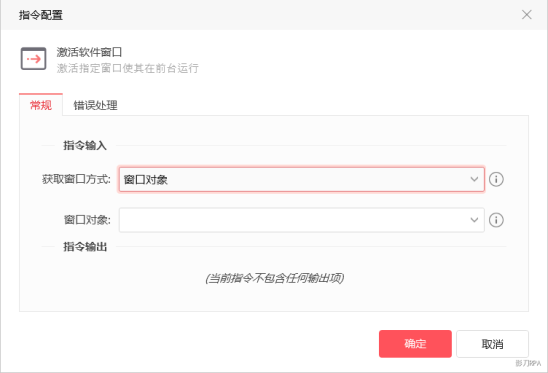 指令配置
激活软件窗口
激活指定窗口使其在前台运行
常规 错误处理
指令输入
获取窗口方式: 窗口对象
窗口对象:
指令输出
(当前指令不包含任何输出项)
确定 取消
影刀RPA